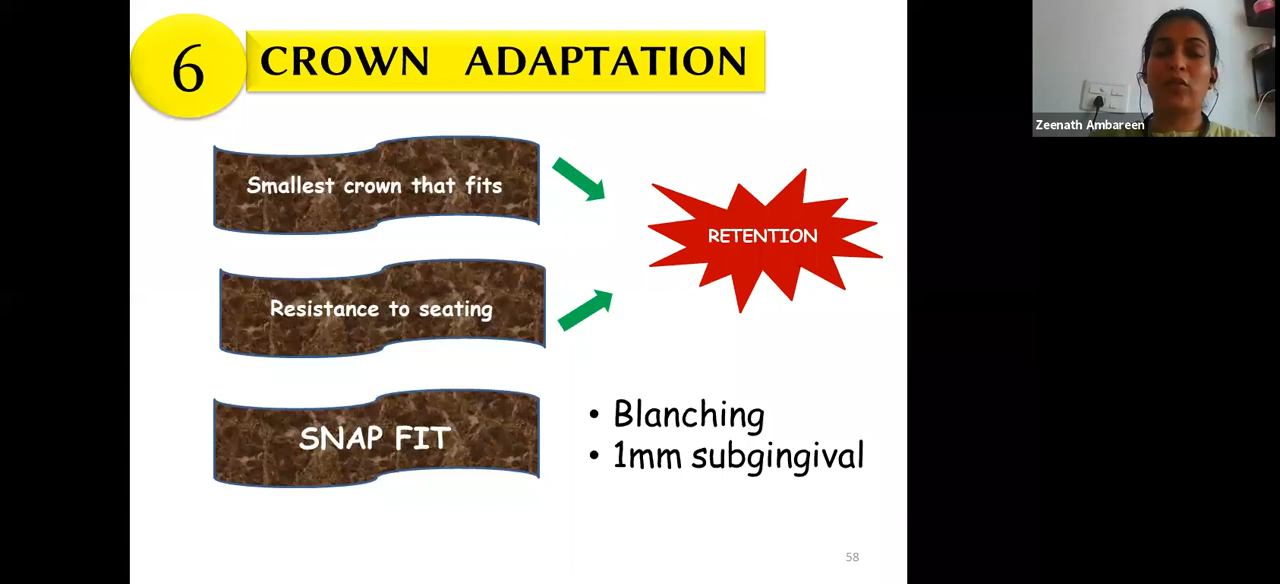 6
CROWN ADAPTATION
Zeenath Ambareen
Smallest crown that fits
RETENTION
Resistance to seating
SNAP FIT
• Blanching
• 1mm subgingival
58